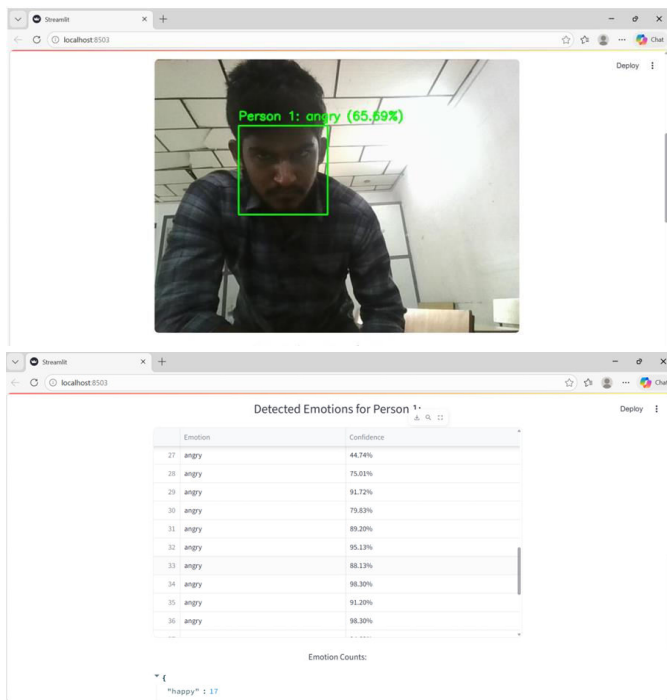 Streamlit
localhost:8503
Chat
Deploy
Person 1: angry (65.69%)
Streamlit
localhost:8503
Chat
Detected Emotions for Person 1:
Deploy
Emotion Confidence
27 angry 44.74%
28 angry 75.01%
29 angry 91.72%
30 angry 79.83%
31 angry 89.20%
32 angry 95.13%
33 angry 88.13%
34 angry 98.30%
35 angry 91.20%
36 angry 98.30%
Emotion Counts:
{
"happy" : 17